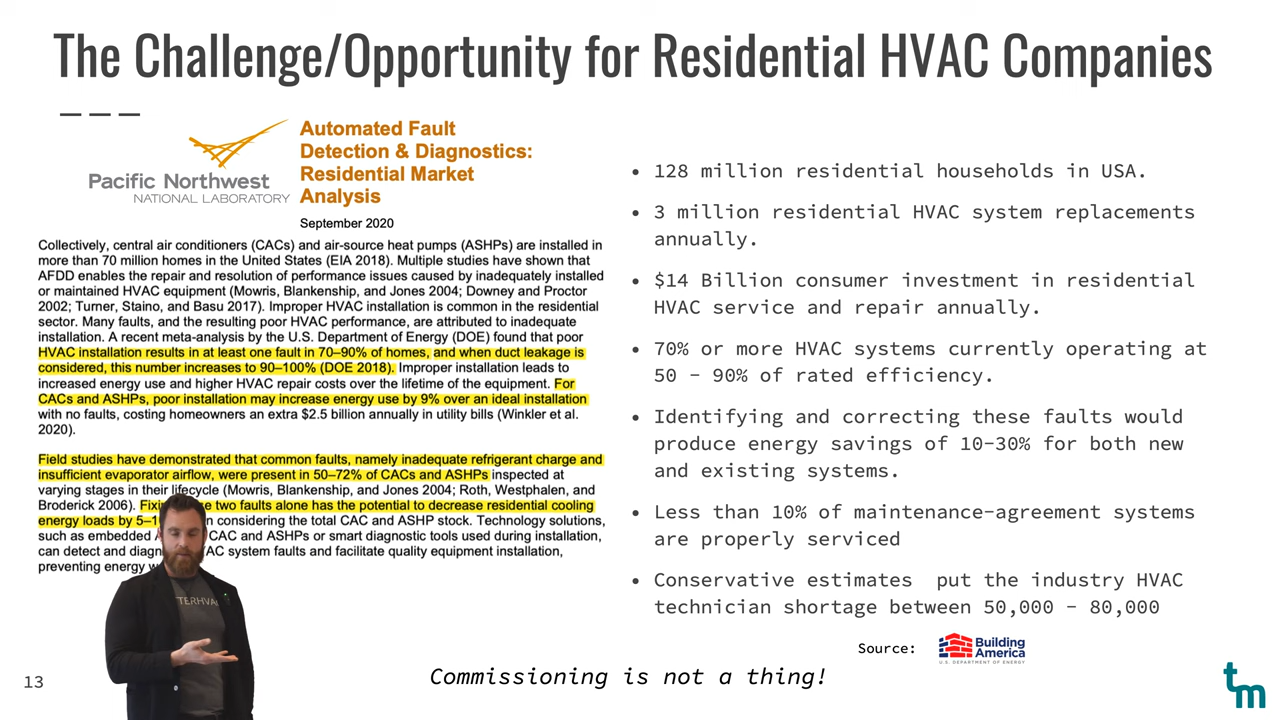 The Challenge/Opportunity for Residential HVAC Companies
Pacific Northwest
NATIONAL LABORATORY
Automated Fault
Detection & Diagnostics:
Residential Market
Analysis
September 2020
Collectively, central air conditioners (CACs) and air-source heat pumps (ASHPs) are installed in
more than 70 million homes in the United States (EIA 2018). Multiple studies have shown that
AFDD enables the repair and resolution of performance issues caused by inadequately installed
or maintained HVAC equipment (Mowris, Blankenship, and Jones 2004; Downey and Proctor
2002; Turner, Staino, and Basu 2017). Improper HVAC installation is common in the residential
sector. Many faults, and the resulting poor HVAC performance, are attributed to inadequate
installation. A recent meta-analysis by the U.S. Department of Energy (DOE) found that poor
HVAC installation results in at least one fault in 70–90% of homes, and when duct leakage is
considered, this number increases to 90–100% (DOE 2018). Improper installation leads to
increased energy use and higher HVAC repair costs over the lifetime of the equipment. For
CACs and ASHPs, poor installation may increase energy use by 9% over an ideal installation
with no faults, costing homeowners an extra $2.5 billion annually in utility bills (Winkler et al.
2020).
Field studies have demonstrated that common faults, namely inadequate refrigerant charge and
insufficient evaporator airflow, were present in 50–72% of CACs and ASHPs inspected at
varying stages in their lifecycle (Mowris, Blankenship, and Jones 2004; Roth, Westphalen, and
Broderick 2006). two faults alone has the potential to decrease residential cooling
energy loads by considering the total CAC and ASHP stock. Technology solutions,
such as embedded CAC and ASHPs or smart diagnostic tools used during installation,
can detect and system faults and facilitate quality equipment installation,
preventing energy
• 128 million residential households in USA.
• 3 million residential HVAC system replacements
annually.
• $14 Billion consumer investment in residential
HVAC service and repair annually.
• 70% or more HVAC systems currently operating at
50 - 90% of rated efficiency.
• Identifying and correcting these faults would
produce energy savings of 10-30% for both new
and existing systems.
• Less than 10% of maintenance-agreement systems
are properly serviced
• Conservative estimates put the industry HVAC
technician shortage between 50,000 - 80,000
Source:
Building
America
U.S. DEPARTMENT OF ENERGY
Commissioning is not a thing!
13
tm